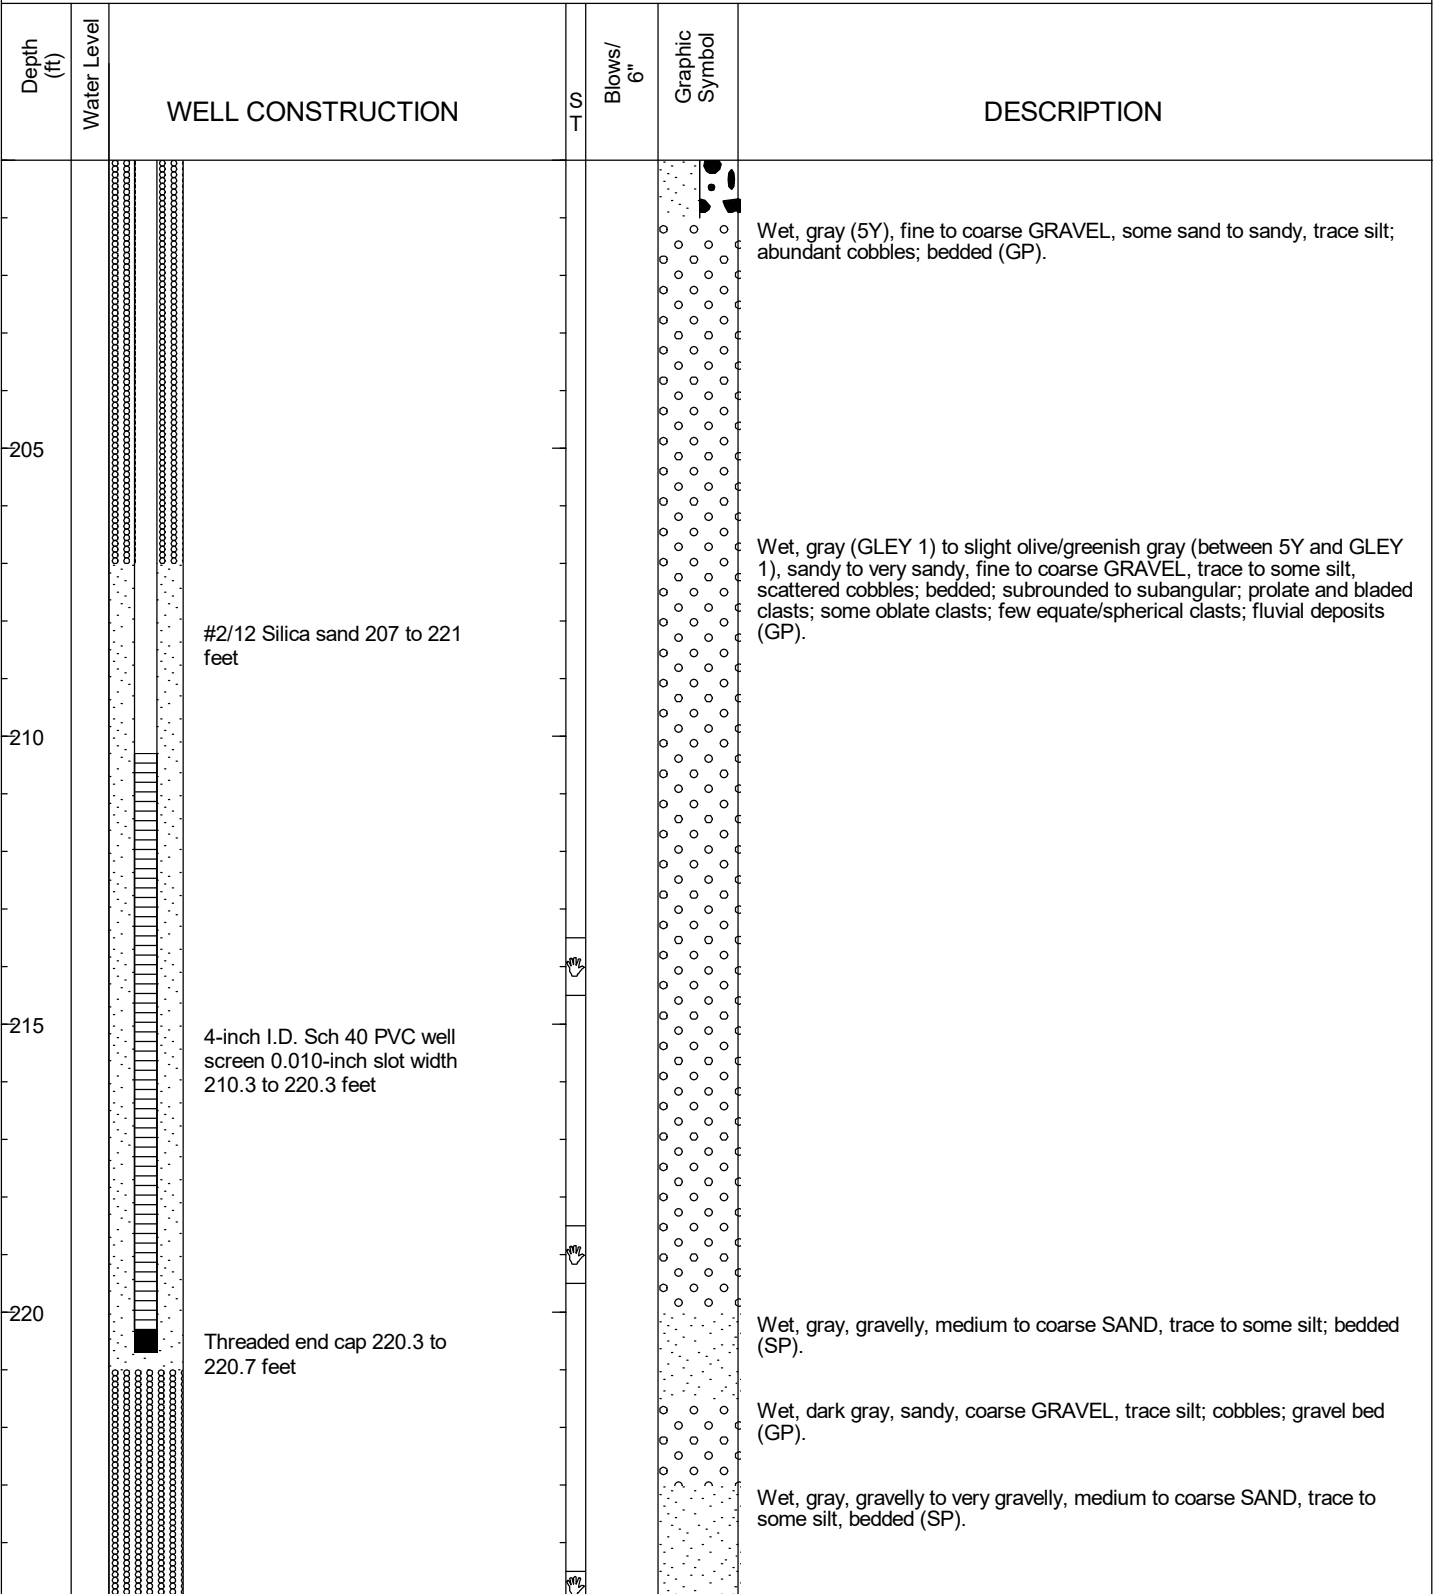 Depth
(ft)
Water Level
WELL CONSTRUCTION
S
T
Blows/
6"
Graphic
Symbol
DESCRIPTION
Wet, gray (5Y), fine to coarse GRAVEL, some sand to sandy, trace silt;
abundant cobbles; bedded (GP).
205
Wet, gray (GLEY 1) to slight olive/greenish gray (between 5Y and GLEY
1), sandy to very sandy, fine to coarse GRAVEL, trace to some silt,
scattered cobbles; bedded; subrounded to subangular; prolate and bladed
clasts; some oblate clasts; few equate/spherical clasts; fluvial deposits
(GP).
#2/12 Silica sand 207 to 221
feet
210
215
4-inch I.D. Sch 40 PVC well
screen 0.010-inch slot width
210.3 to 220.3 feet
220
Threaded end cap 220.3 to
220.7 feet
Wet, gray, gravelly, medium to coarse SAND, trace to some silt; bedded
(SP).
Wet, dark gray, sandy, coarse GRAVEL, trace silt; cobbles; gravel bed
(GP).
Wet, gray, gravelly to very gravelly, medium to coarse SAND, trace to
some silt, bedded (SP).